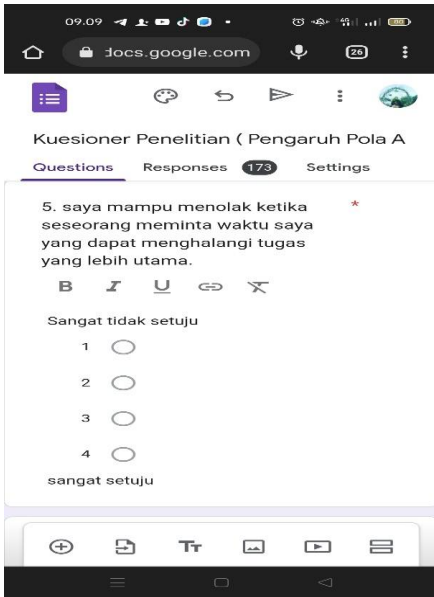 09.09
docs.google.com
26
Kuesioner Penelitian ( Pengaruh Pola A
Questions Responses 173 Settings
5. saya mampu menolak ketika *
seseorang meminta waktu saya
yang dapat menghalangi tugas
yang lebih utama.
B I U
Sangat tidak setuju
1
2
3
4
sangat setuju
Tт